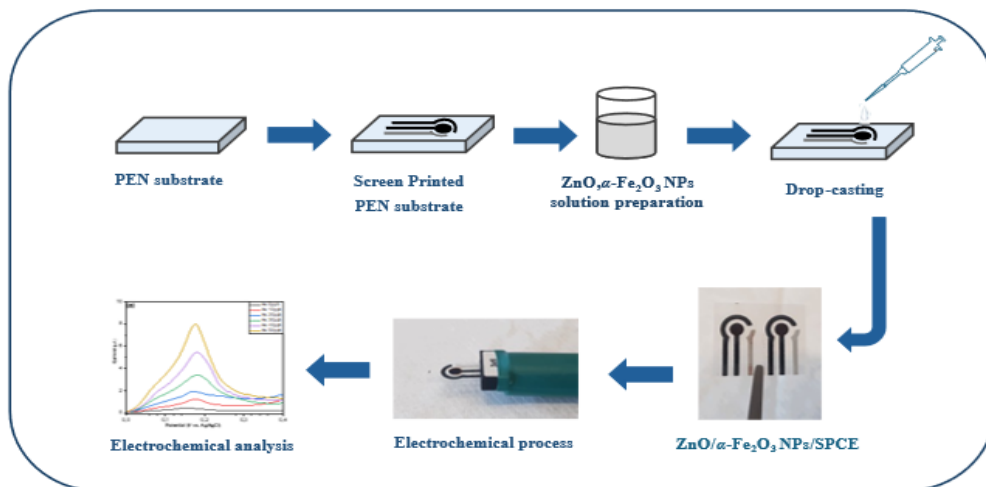 PEN substrate
Screen Printed
PEN substrate
ZnO,α-Fe₂O₃ NPs
solution preparation
Drop-casting
Electrochemical analysis
Electrochemical process
ZnO/α-Fe₂O₃ NPs/SPCE